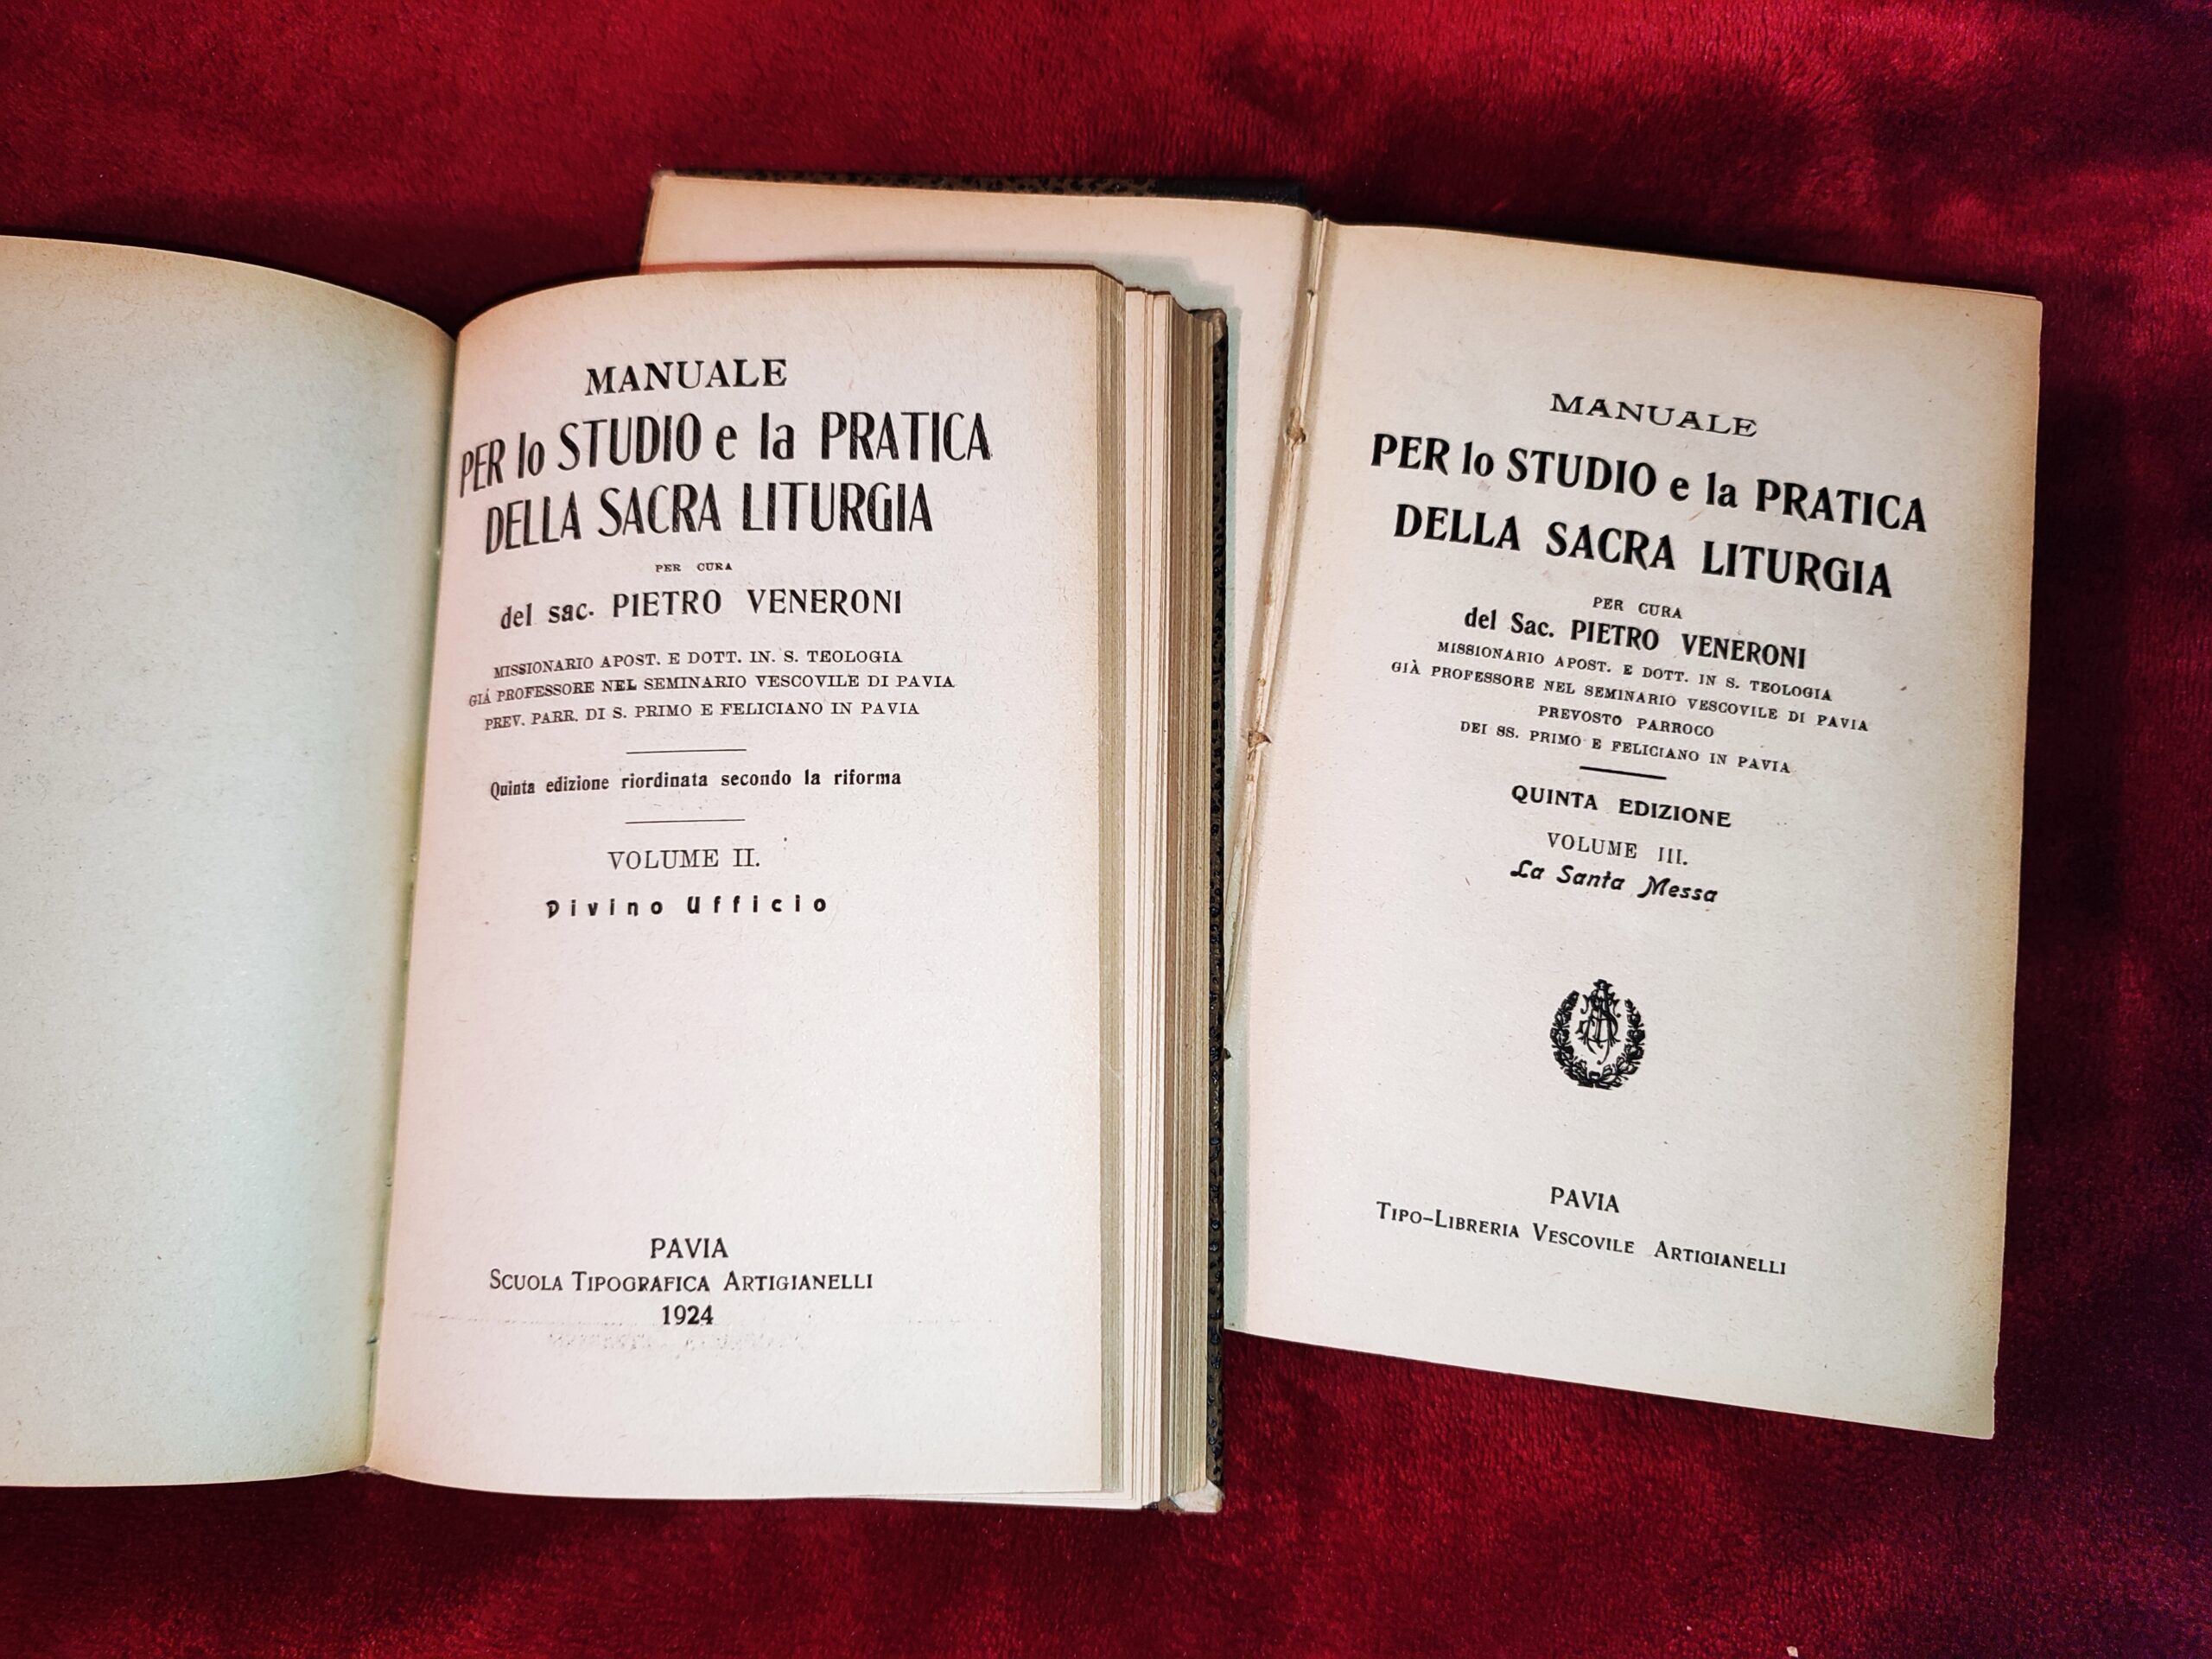 MANUALE
PER lo STUDIO e la PRATICA
DELLA SACRA LITURGIA
PER CURA
del sac. PIETRO VENERONI
MISSIONARIO APOST. E DOTT. IN. S. TEOLOGIA
GIÁ PROFESSORE NEL SEMINARIO VESCOVILE DI PAVIA
PREV. PARR. DI S. PRIMO E FELICIANO IN PAVIA
Quinta edizione riordinata secondo la riforma
VOLUME II.
Divino Ufficio
PAVIA
SCUOLA TIPOGRAFICA ARTIGIANELLI
1924
MANUALE
PER lo STUDIO e la PRATICA
DELLA SACRA LITURGIA
PER CURA
del Sac. PIETRO VENERONI
MISSIONARIO APOST. E DOTT. IN S. TEOLOGIA
GIÀ PROFESSORE NEL SEMINARIO VESCOVILE DI PAVIA
PREVOSTO PARROCO
DEI SS. PRIMO E FELICIANO IN PAVIA
QUINTA EDIZIONE
VOLUME III.
La Santa Messa
PAVIA
TIPO-LIBRERIA VESCOVILE ARTIGIANELLI